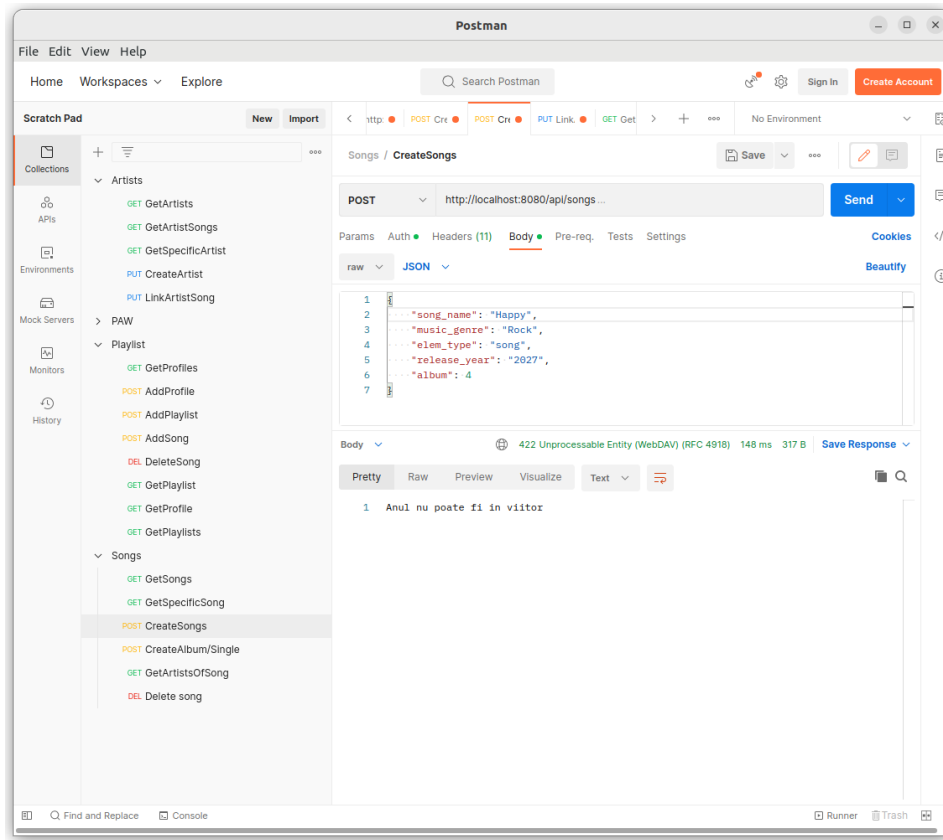 Postman
File Edit View Help
Home Workspaces Explore Search Postman Sign In Create Account
Scratch Pad New Import
http: POST Cre POST Cre PUT Link. GET Get No Environment
Collections
APIs
Environments
Mock Servers
Monitors
History
Artists
GET GetArtists
GET GetArtistSongs
GET GetSpecificArtist
PUT CreateArtist
PUT LinkArtistSong
PAW
Playlist
GET GetProfiles
POST AddProfile
POST AddPlaylist
POST AddSong
DEL DeleteSong
GET GetPlaylist
GET GetProfile
GET GetPlaylists
Songs
GET GetSongs
GET GetSpecificSong
POST CreateSongs
POST CreateAlbum/Single
GET GetArtistsOfSong
DEL Delete song
Songs / CreateSongs Save
POST http://localhost:8080/api/songs... Send
Params Auth Headers (11) Body Pre-req. Tests Settings Cookies
raw JSON Beautify
1 {
2 "song_name": "Happy",
3 "music_genre": "Rock",
4 "elem_type": "song",
5 "release_year": "2027",
6 "album": 4
7 }
Body 422 Unprocessable Entity (WebDAV) (RFC 4918) 148 ms 317 B Save Response
Pretty Raw Preview Visualize Text
1 Anul nu poate fi in viitor
Find and Replace Console Runner Trash